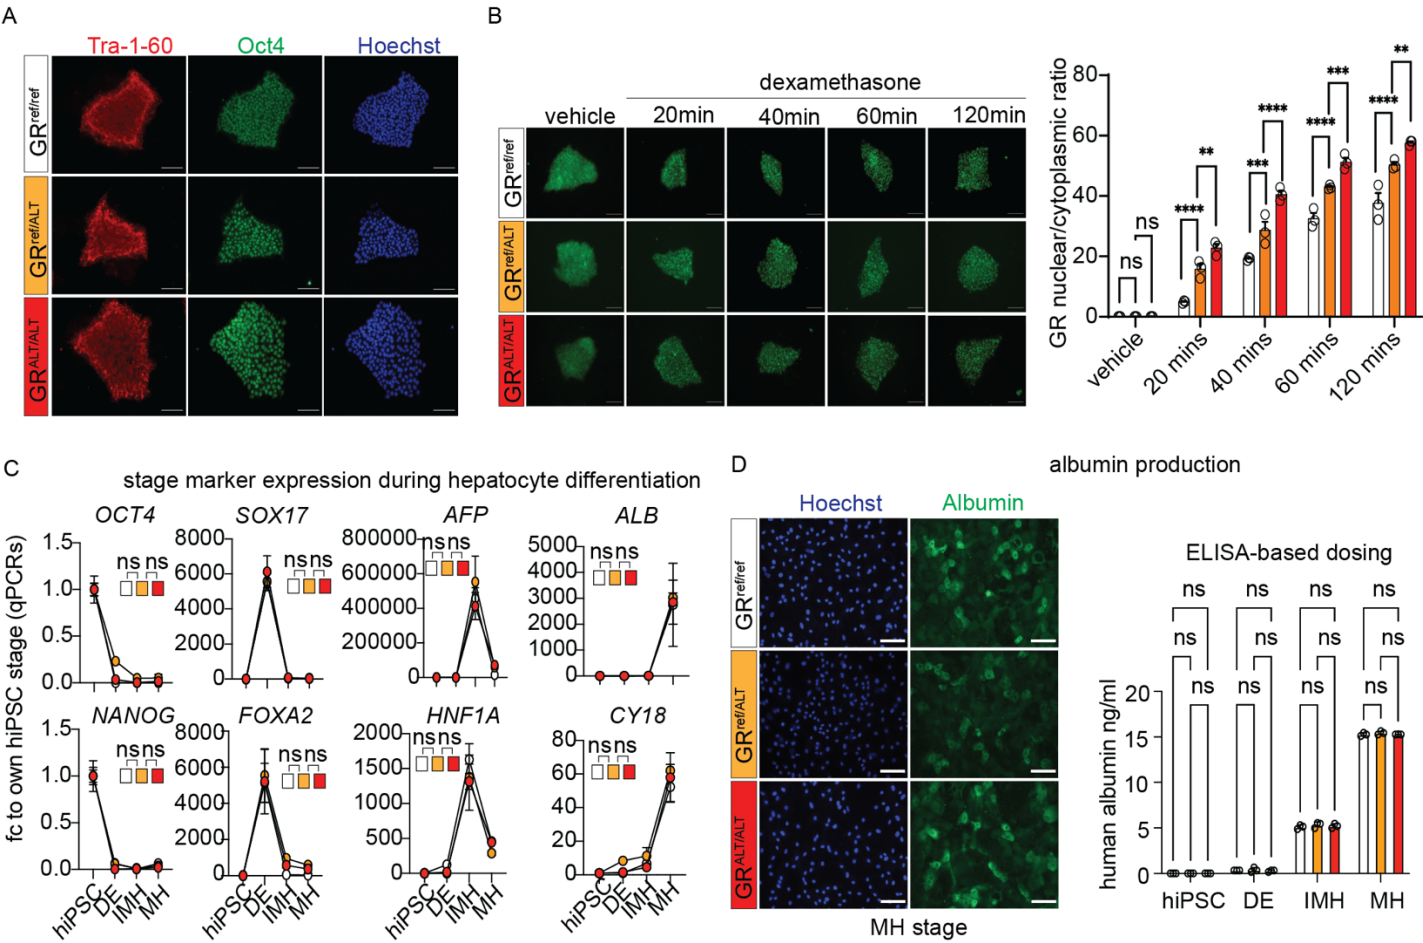 A
Tra-1-60 Oct4 Hoechst
GRref/ref
GRref/ALT
GRALT/ALT
B
dexamethasone
vehicle 20min 40min 60min 120min
GRref/ref
GRref/ALT
GRALT/ALT
GR nuclear/cytoplasmic ratio
80
60
40
20
0
ns
ns
****
**
***
****
****
***
****
**
vehicle
20 mins
40 mins
60 mins
120 mins
C
stage marker expression during hepatocyte differentiation
fc to own hiPSC stage (qPCRs)
OCT4
1.5
1.0
0.5
0.0
ns ns
SOX17
8000
6000
4000
2000
0
ns ns
AFP
800000
600000
400000
200000
0
ns ns
ALB
5000
4000
3000
2000
1000
0
ns ns
NANOG
1.5
1.0
0.5
0.0
ns ns
hiPSC
DE
IMH
MH
FOXA2
8000
6000
4000
2000
0
ns ns
hiPSC
DE
IMH
MH
HNF1A
2000
1500
1000
500
0
ns ns
hiPSC
DE
IMH
MH
CY18
80
60
40
20
0
ns ns
hiPSC
DE
IMH
MH
D
albumin production
Hoechst Albumin
GRref/ref
GRref/ALT
GRALT/ALT
MH stage
ELISA-based dosing
ns ns ns ns
ns ns ns ns
ns ns ns
human albumin ng/ml
20
15
10
5
0
hiPSC DE IMH MH